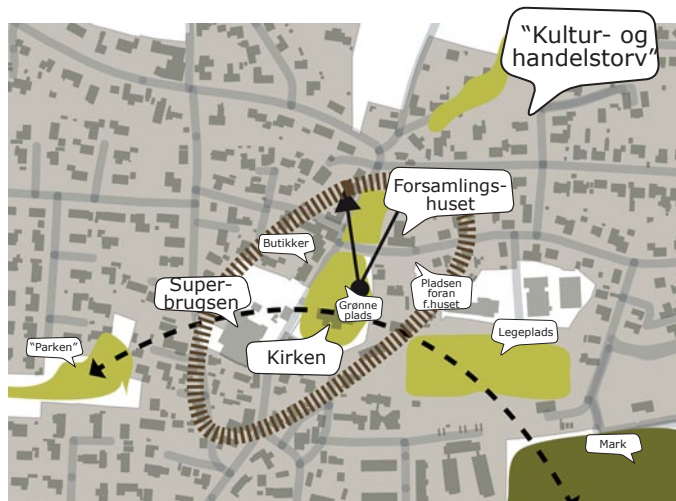 “Kultur- og
handelstorv”
Forsamlings-
huset
Butikker
Super-
brugsen
Grønne
plads
Pladsen
foran
f.huset
Legeplads
“Parken”
Kirken
Mark